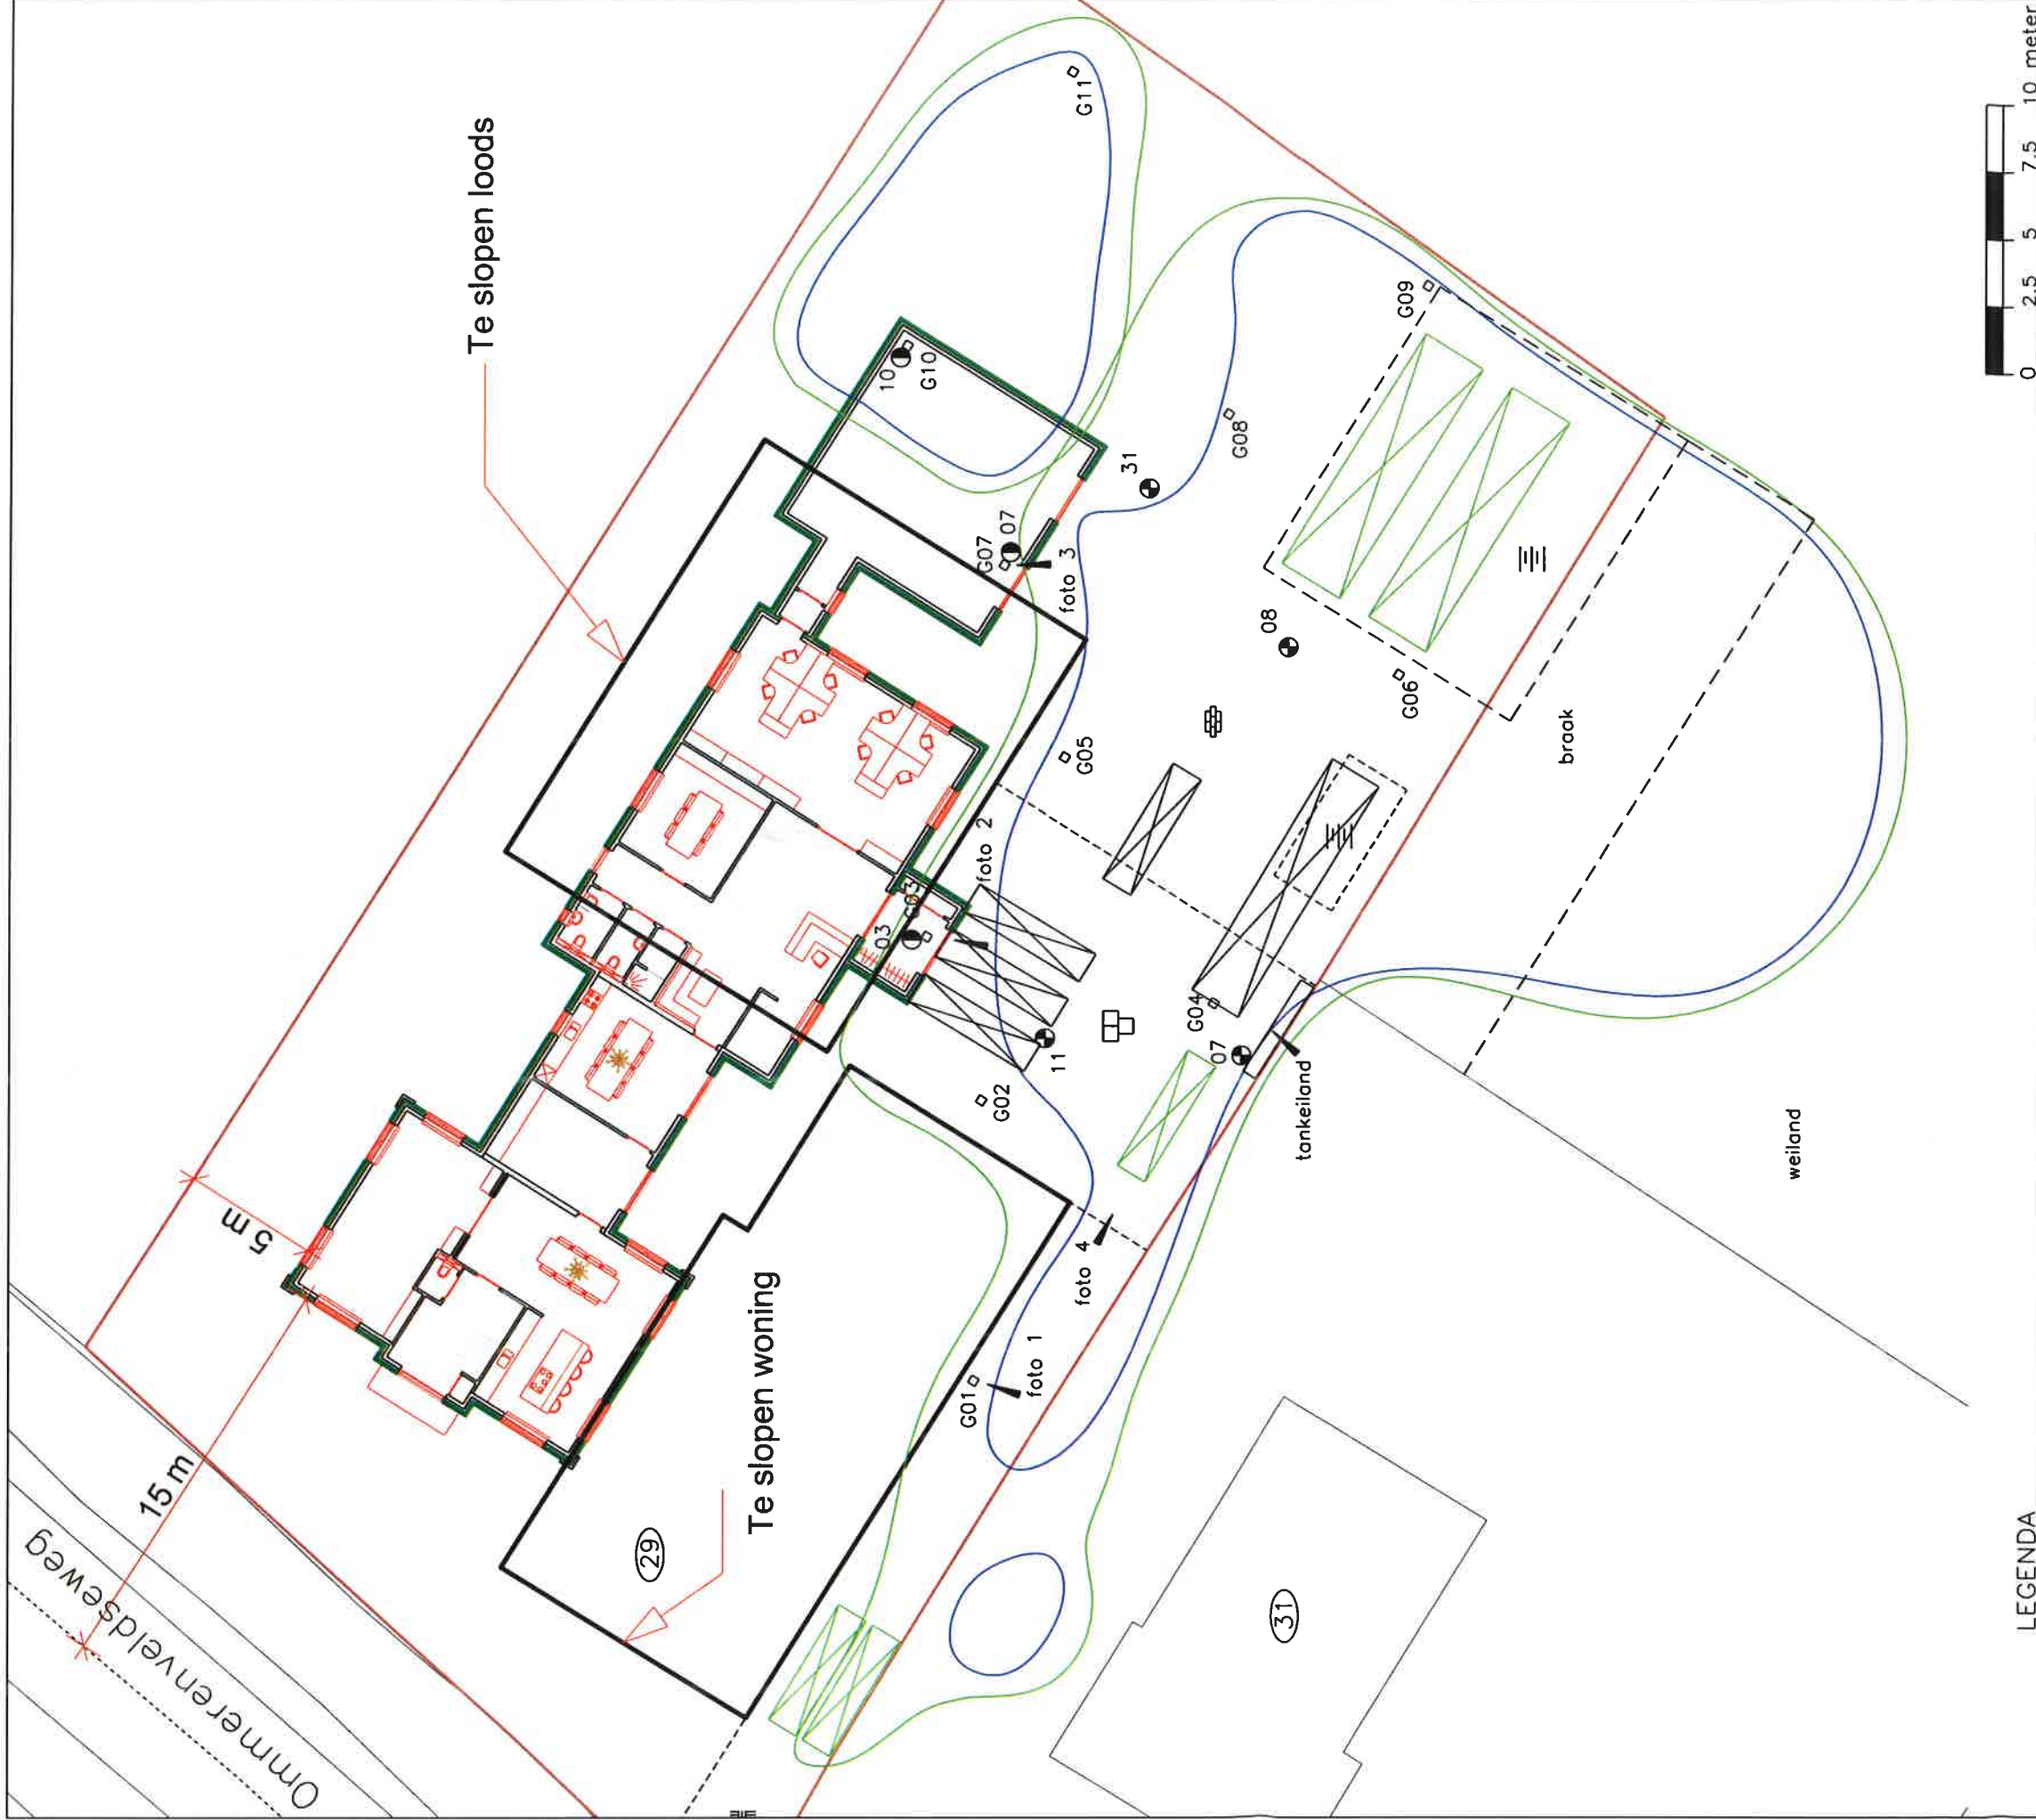 Te slopen loods
G11
10
G10
G09
31
G08
07
G07
foto 3
08
G06
G05
braak
foto 2
03
G03
11
G02
G04
07
tankeiland
weiland
5 m
15 m
Ommerenveldseweg
foto 4
foto 1
G01
Te slopen woning
29
31
0 2.5 5 7.5 10 meter
LEGENDA